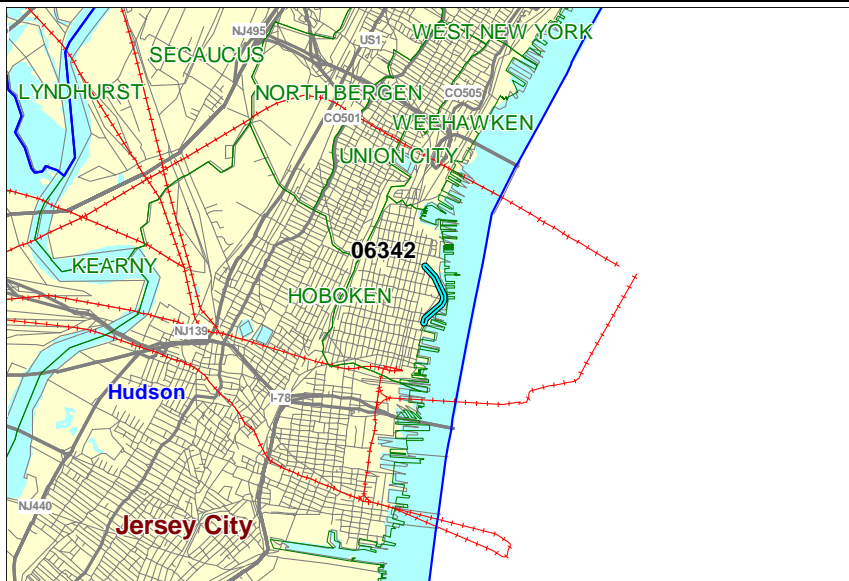 NJ495
US1
WEST NEW YORK
SECAUCUS
LYNDHURST
NORTH BERGEN
CO505
CO501
WEEHAWKEN
UNION CITY
06342
KEARNY
HOBOKEN
NJ139
Hudson
I-78
NJ440
Jersey City